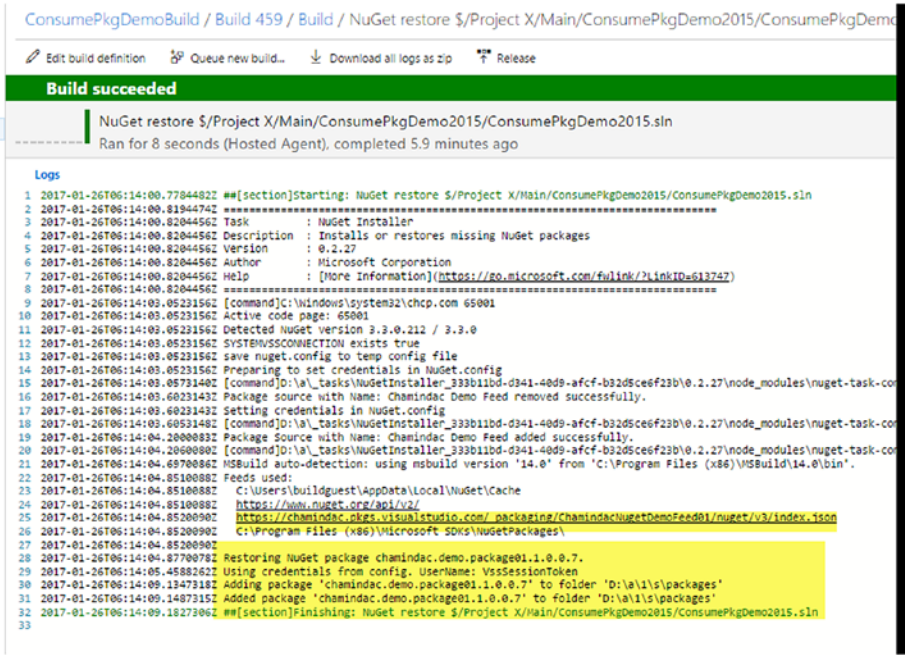 ConsumePkgDemoBuild / Build 459 / Build / NuGet restore $/Project X/Main/ConsumePkgDemo2015/ConsumePkgDemo
Edit build definition Queue new build... Download all logs as zip Release
Build succeeded
NuGet restore $/Project X/Main/ConsumePkgDemo2015/ConsumePkgDemo2015.sln
Ran for 8 seconds (Hosted Agent), completed 5.9 minutes ago
Logs
1 2017-01-26T06:14:00.7784482Z ##[section]Starting: NuGet restore $/Project X/Main/ConsumePkgDemo2015/ConsumePkgDemo2015.sln
2 2017-01-26T06:14:00.8194474Z ==============================================================================
3 2017-01-26T06:14:00.8204456Z Task : NuGet Installer
4 2017-01-26T06:14:00.8204456Z Description : Installs or restores missing NuGet packages
5 2017-01-26T06:14:00.8204456Z Version : 0.2.27
6 2017-01-26T06:14:00.8204456Z Author : Microsoft Corporation
7 2017-01-26T06:14:00.8204456Z Help : [More Information](https://go.microsoft.com/fwlink/?LinkID=613747)
8 2017-01-26T06:14:00.8204456Z ==============================================================================
9 2017-01-26T06:14:03.0523156Z [command]C:\Windows\system32\chcp.com 65001
10 2017-01-26T06:14:03.0523156Z Active code page: 65001
11 2017-01-26T06:14:03.0523156Z Detected NuGet version 3.3.0.212 / 3.3.0
12 2017-01-26T06:14:03.0523156Z SYSTEMVSSCONNECTION exists true
13 2017-01-26T06:14:03.0523156Z save nuget.config to temp config file
14 2017-01-26T06:14:03.0523156Z Preparing to set credentials in NuGet.config
15 2017-01-26T06:14:03.0573140Z [command]D:\a\_tasks\NuGetInstaller_333b11bd-d341-40d9-afcf-b32d5ce6f23b\0.2.27\node_modules\nuget-task-con
16 2017-01-26T06:14:03.6023143Z Package source with Name: Chamindac Demo Feed removed successfully.
17 2017-01-26T06:14:03.6023143Z Setting credentials in NuGet.config
18 2017-01-26T06:14:03.6053148Z [command]D:\a\_tasks\NuGetInstaller_333b11bd-d341-40d9-afcf-b32d5ce6f23b\0.2.27\node_modules\nuget-task-con
19 2017-01-26T06:14:04.2000083Z Package Source with Name: Chamindac Demo Feed added successfully.
20 2017-01-26T06:14:04.2060080Z [command]D:\a\_tasks\NuGetInstaller_333b11bd-d341-40d9-afcf-b32d5ce6f23b\0.2.27\node_modules\nuget-task-con
21 2017-01-26T06:14:04.6970086Z MSBuild auto-detection: using msbuild version '14.0' from 'C:\Program Files (x86)\MSBuild\14.0\bin'.
22 2017-01-26T06:14:04.8510088Z Feeds used:
23 2017-01-26T06:14:04.8510088Z C:\Users\buildguest\AppData\Local\NuGet\Cache
24 2017-01-26T06:14:04.8510088Z https://www.nuget.org/api/v2/
25 2017-01-26T06:14:04.8520090Z https://chamindac.pkgs.visualstudio.com/_packaging/ChamindacNugetDemoFeed01/nuget/v3/index.json
26 2017-01-26T06:14:04.8520090Z C:\Program Files (x86)\Microsoft SDKs\NuGetPackages\
27 2017-01-26T06:14:04.8520090Z
28 2017-01-26T06:14:04.8770078Z Restoring NuGet package chamindac.demo.package01.1.0.0.7.
29 2017-01-26T06:14:05.4588262Z Using credentials from config. UserName: VssSessionToken
30 2017-01-26T06:14:09.1347318Z Adding package 'chamindac.demo.package01.1.0.0.7' to folder 'D:\a\1\s\packages'
31 2017-01-26T06:14:09.1487315Z Added package 'chamindac.demo.package01.1.0.0.7' to folder 'D:\a\1\s\packages'
32 2017-01-26T06:14:09.1827306Z ##[section]Finishing: NuGet restore $/Project X/Main/ConsumePkgDemo2015/ConsumePkgDemo2015.sln
33